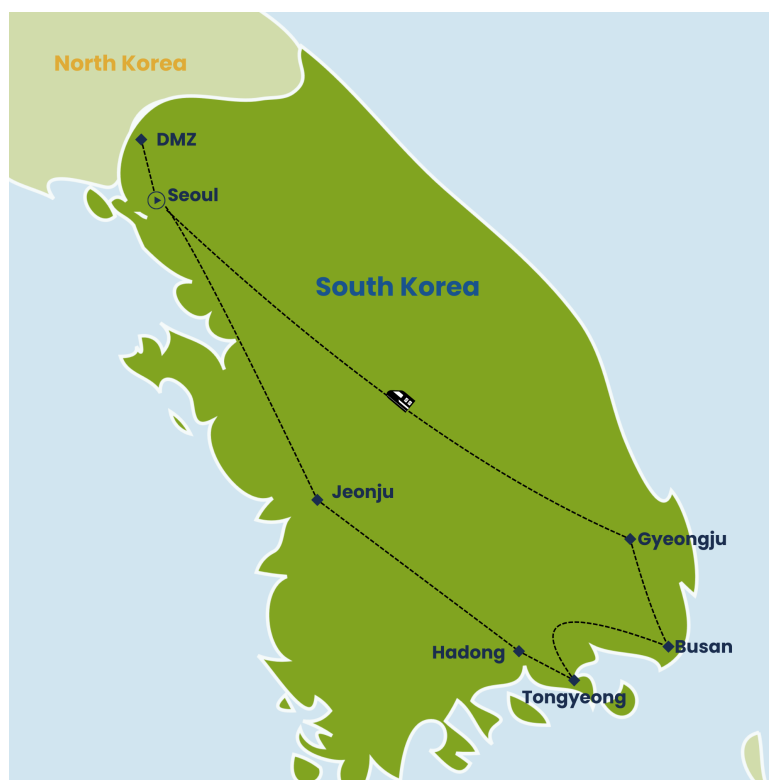 North Korea
DMZ
Seoul
South Korea
Jeonju
Gyeongju
Hadong
Busan
Tongyeong